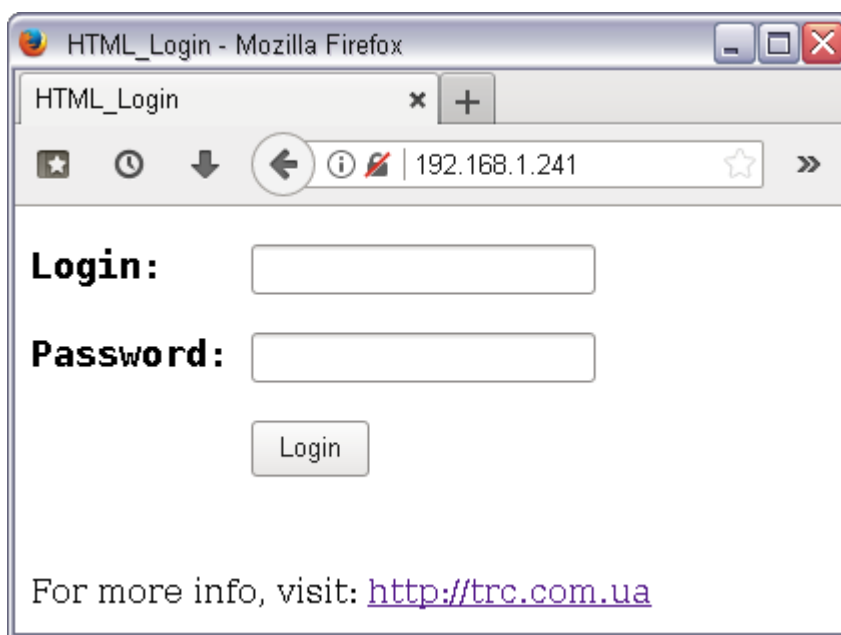 HTML_Login - Mozilla Firefox
HTML_Login
192.168.1.241
Login:
Password:
Login
For more info, visit: http://trc.com.ua